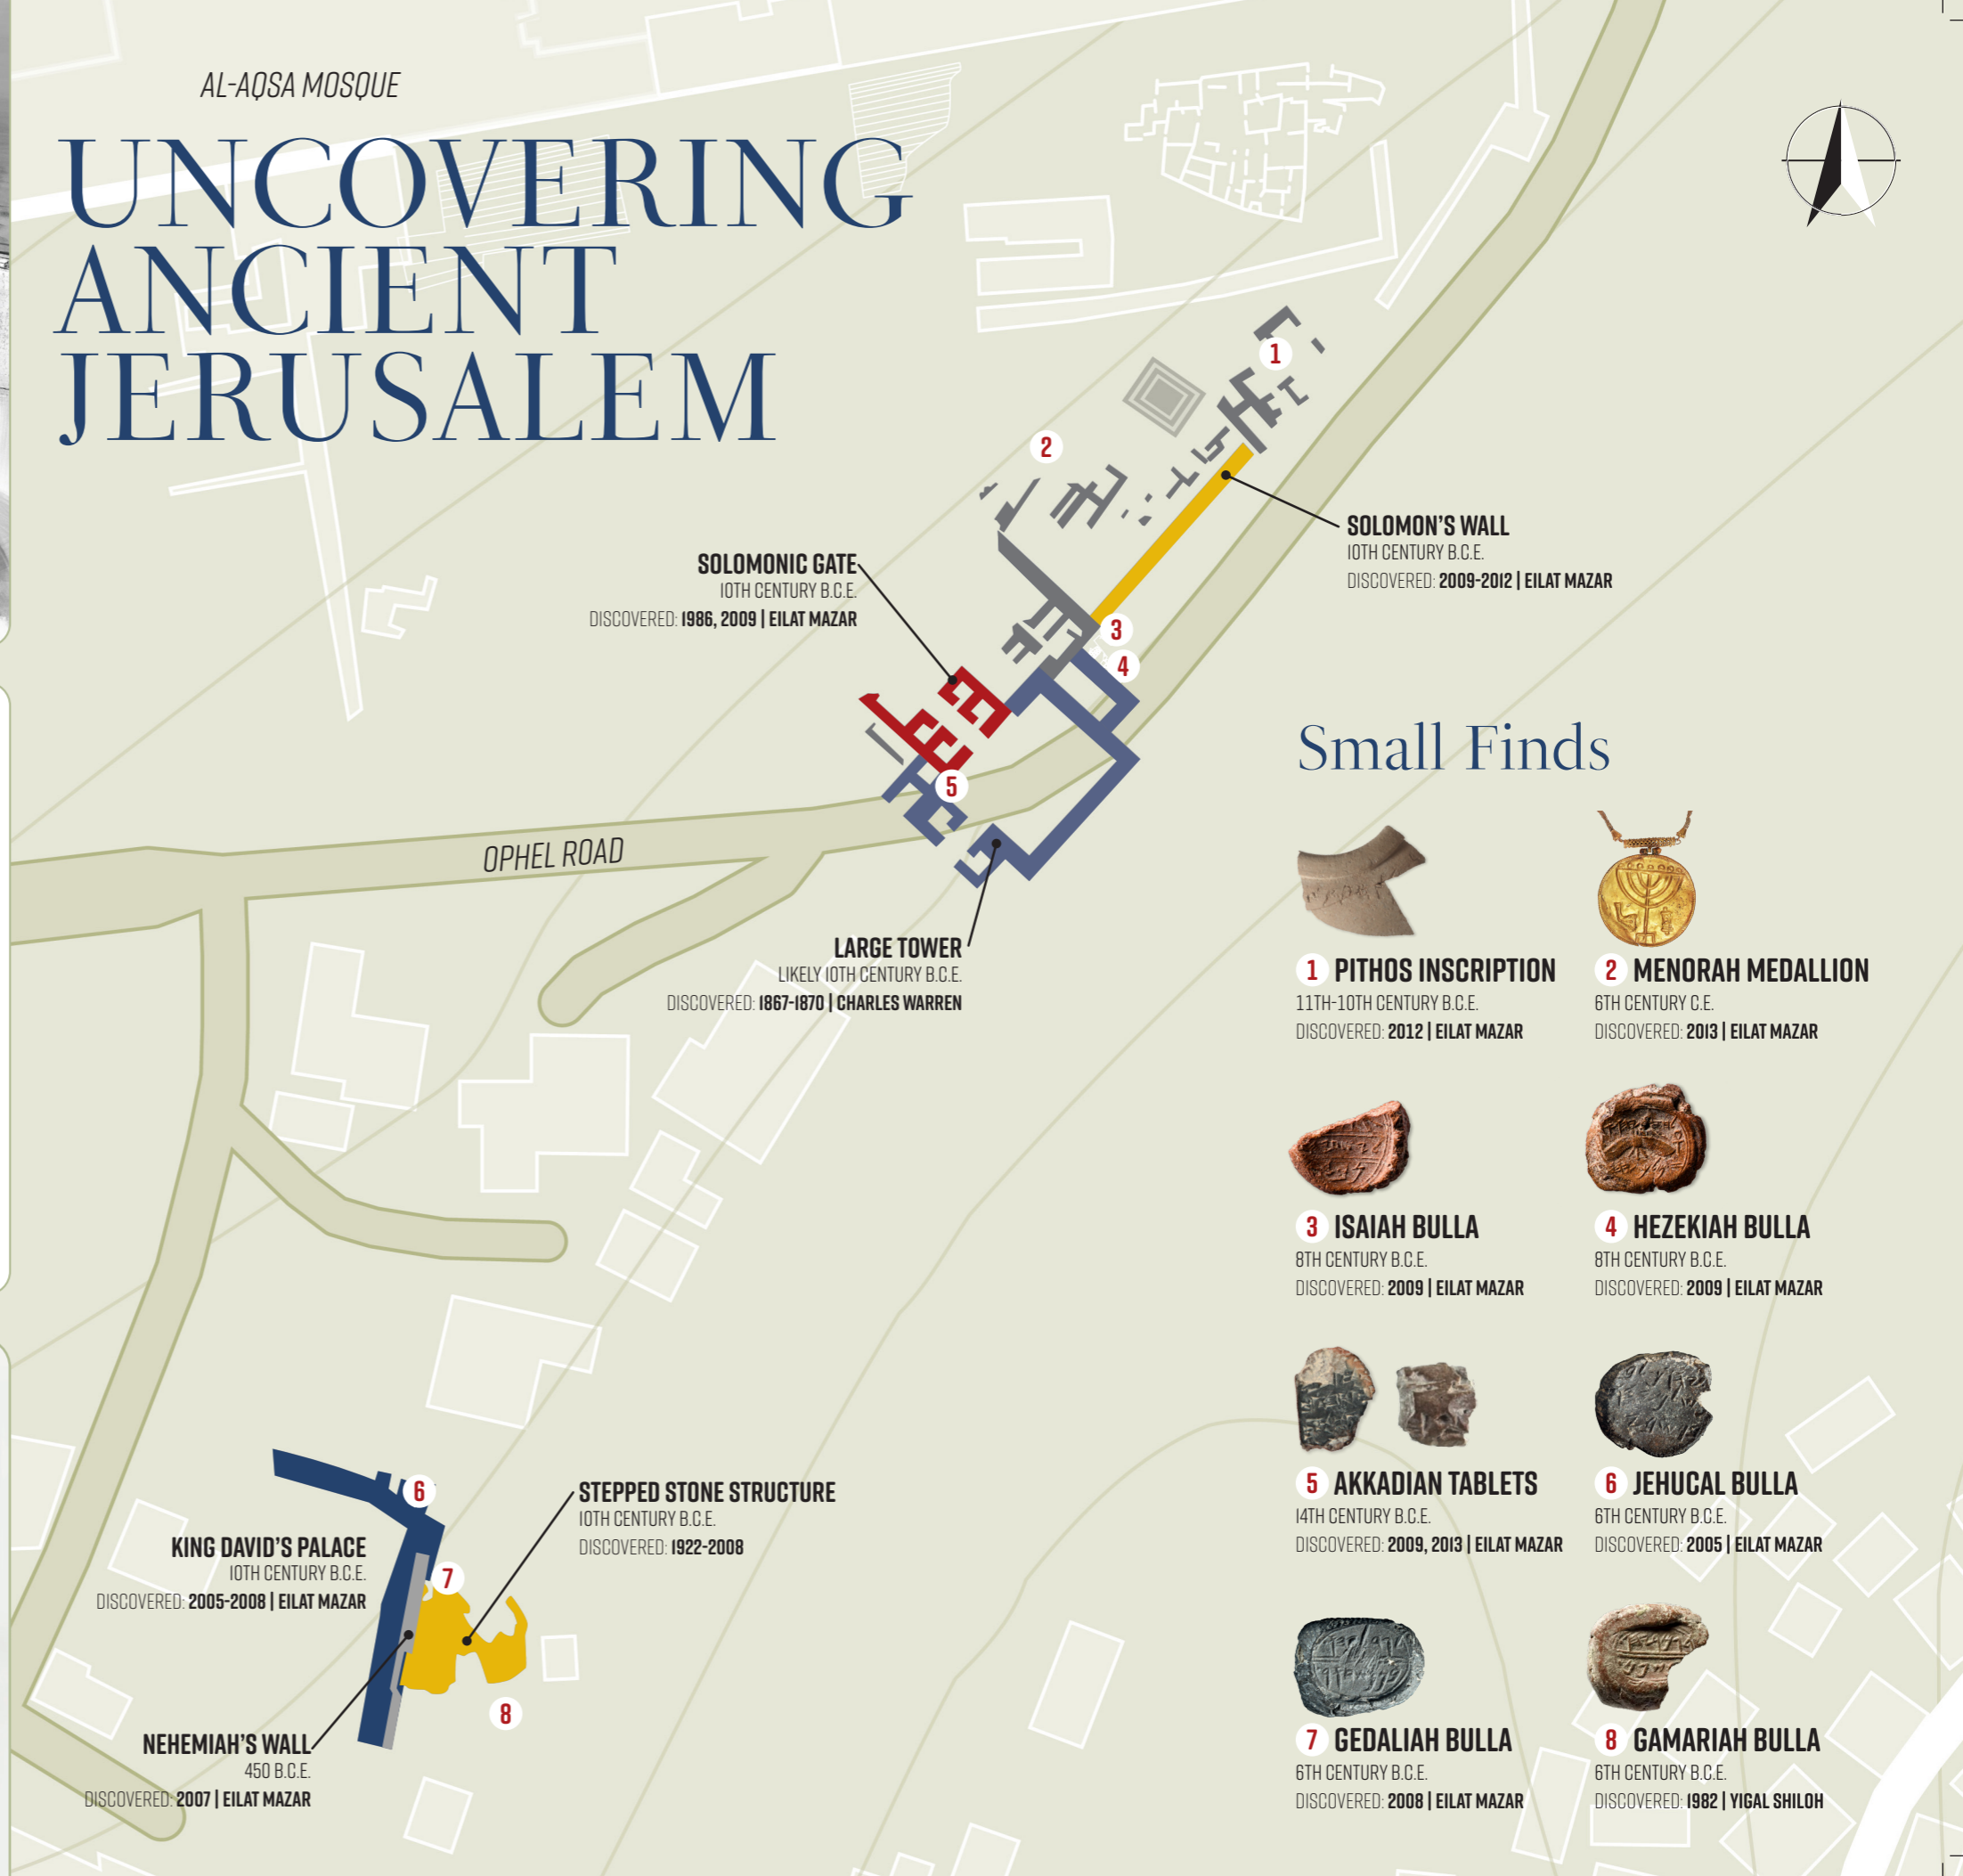 AL-AQSA MOSQUE
UNCOVERING
ANCIENT
JERUSALEM
1
2
SOLOMON'S WALL
10TH CENTURY B.C.E.
DISCOVERED: 2009-2012 | EILAT MAZAR
SOLOMONIC GATE
10TH CENTURY B.C.E.
DISCOVERED: 1986, 2009 | EILAT MAZAR
3
4
5
OPHEL ROAD
LARGE TOWER
LIKELY 10TH CENTURY B.C.E.
DISCOVERED: 1867-1870 | CHARLES WARREN
6
STEPPED STONE STRUCTURE
10TH CENTURY B.C.E.
DISCOVERED: 1922-2008
KING DAVID'S PALACE
10TH CENTURY B.C.E.
DISCOVERED: 2005-2008 | EILAT MAZAR
7
8
NEHEMIAH'S WALL
450 B.C.E.
DISCOVERED: 2007 | EILAT MAZAR
Small Finds
1 PITHOS INSCRIPTION
11TH-10TH CENTURY B.C.E.
DISCOVERED: 2012 | EILAT MAZAR
2 MENORAH MEDALLION
6TH CENTURY C.E.
DISCOVERED: 2013 | EILAT MAZAR
3 ISAIAH BULLA
8TH CENTURY B.C.E.
DISCOVERED: 2009 | EILAT MAZAR
4 HEZEKIAH BULLA
8TH CENTURY B.C.E.
DISCOVERED: 2009 | EILAT MAZAR
5 AKKADIAN TABLETS
14TH CENTURY B.C.E.
DISCOVERED: 2009, 2013 | EILAT MAZAR
6 JEHUCAL BULLA
6TH CENTURY B.C.E.
DISCOVERED: 2005 | EILAT MAZAR
7 GEDALIAH BULLA
6TH CENTURY B.C.E.
DISCOVERED: 2008 | EILAT MAZAR
8 GAMARIAH BULLA
6TH CENTURY B.C.E.
DISCOVERED: 1982 | YIGAL SHILOH